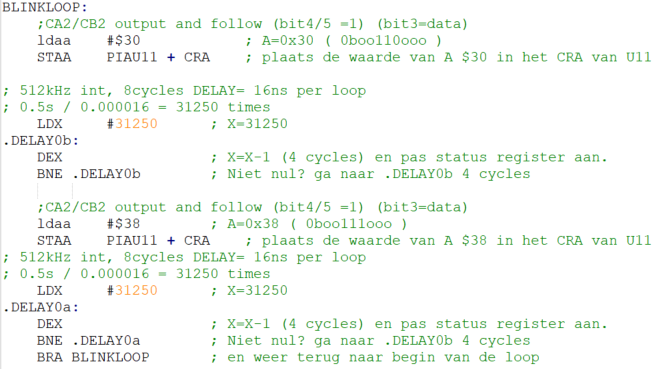 BLINKLOOP:
    ;CA2/CB2 output and follow (bit4/5 =1) (bit3=data)
    ldaa    #$30            ; A=0x30 ( 0boo110ooo )
    STAA    PIAU11 + CRA    ; plaats de waarde van A $30 in het CRA van U11
; 512kHz int, 8cycles DELAY= 16ns per loop
; 0.5s / 0.000016 = 31250 times
    LDX     #31250      ; X=31250
.DELAY0b:
    DEX                 ; X=X-1 (4 cycles) en pas status register aan.
    BNE .DELAY0b        ; Niet nul? ga naar .DELAY0b 4 cycles
    ;CA2/CB2 output and follow (bit4/5 =1) (bit3=data)
    ldaa    #$38        ; A=0x38 ( 0boo111ooo )
    STAA    PIAU11 + CRA    ; plaats de waarde van A $38 in het CRA van U11
; 512kHz int, 8cycles DELAY= 16ns per loop
; 0.5s / 0.000016 = 31250 times
    LDX     #31250      ; X=31250
.DELAY0a:
    DEX                 ; X=X-1 (4 cycles) en pas status register aan.
    BNE .DELAY0a        ; Niet nul? ga naar .DELAY0b 4 cycles
    BRA BLINKLOOP       ; en weer terug naar begin van de loop